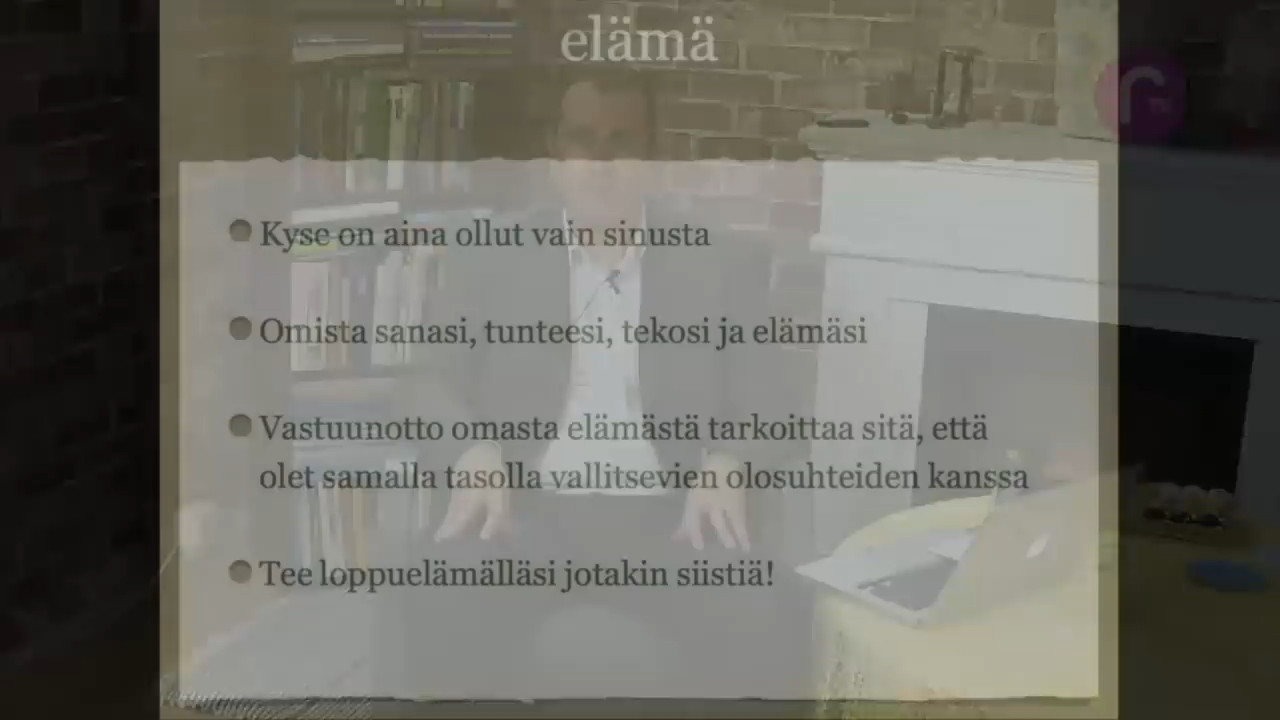 elämä
Kyse on aina ollut vain sinusta
Omista sanasi, tunteesi, tekosi ja elämäsi
Vastuunotto omasta elämästä tarkoittaa sitä, että
olet samalla tasolla vallitsevien olosuhteiden kanssa
Tee loppuelämälläsi jotakin siistiä!